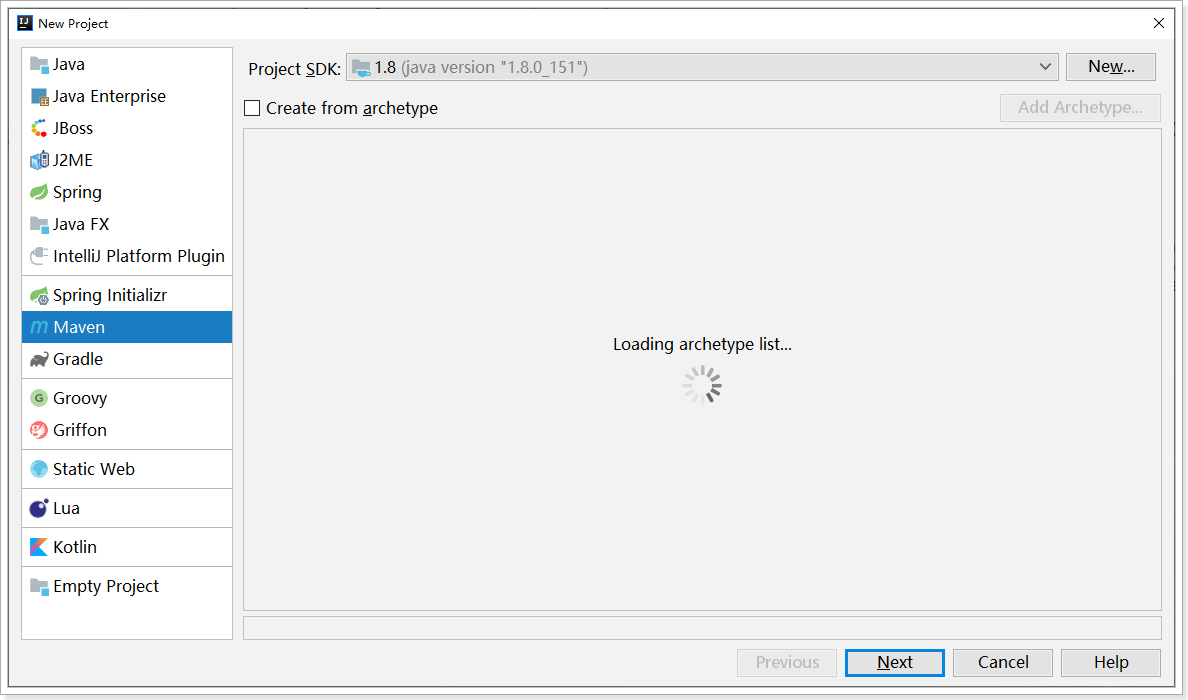 New Project
Java
Java Enterprise
JBoss
J2ME
Spring
Java FX
IntelliJ Platform Plugin
Spring Initializr
Maven
Gradle
Groovy
Griffon
Static Web
Lua
Kotlin
Empty Project
Project SDK: 1.8 (java version "1.8.0_151") New...
Create from archetype Add Archetype...
Loading archetype list...
Previous Next Cancel Help